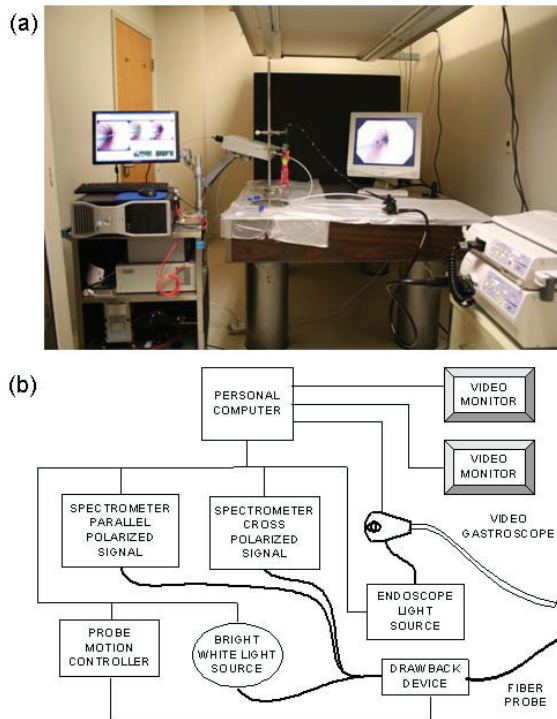 (a)
(b)
PERSONAL
COMPUTER
VIDEO
MONITOR
VIDEO
MONITOR
SPECTROMETER
PARALLEL
POLARIZED
SIGNAL
SPECTROMETER
CROSS
POLARIZED
SIGNAL
VIDEO
GASTROSCOPE
ENDOSCOPE
LIGHT
SOURCE
PROBE
MOTION
CONTROLLER
BRIGHT
WHITE LIGHT
SOURCE
DRAWBACK
DEVICE
FIBER
PROBE